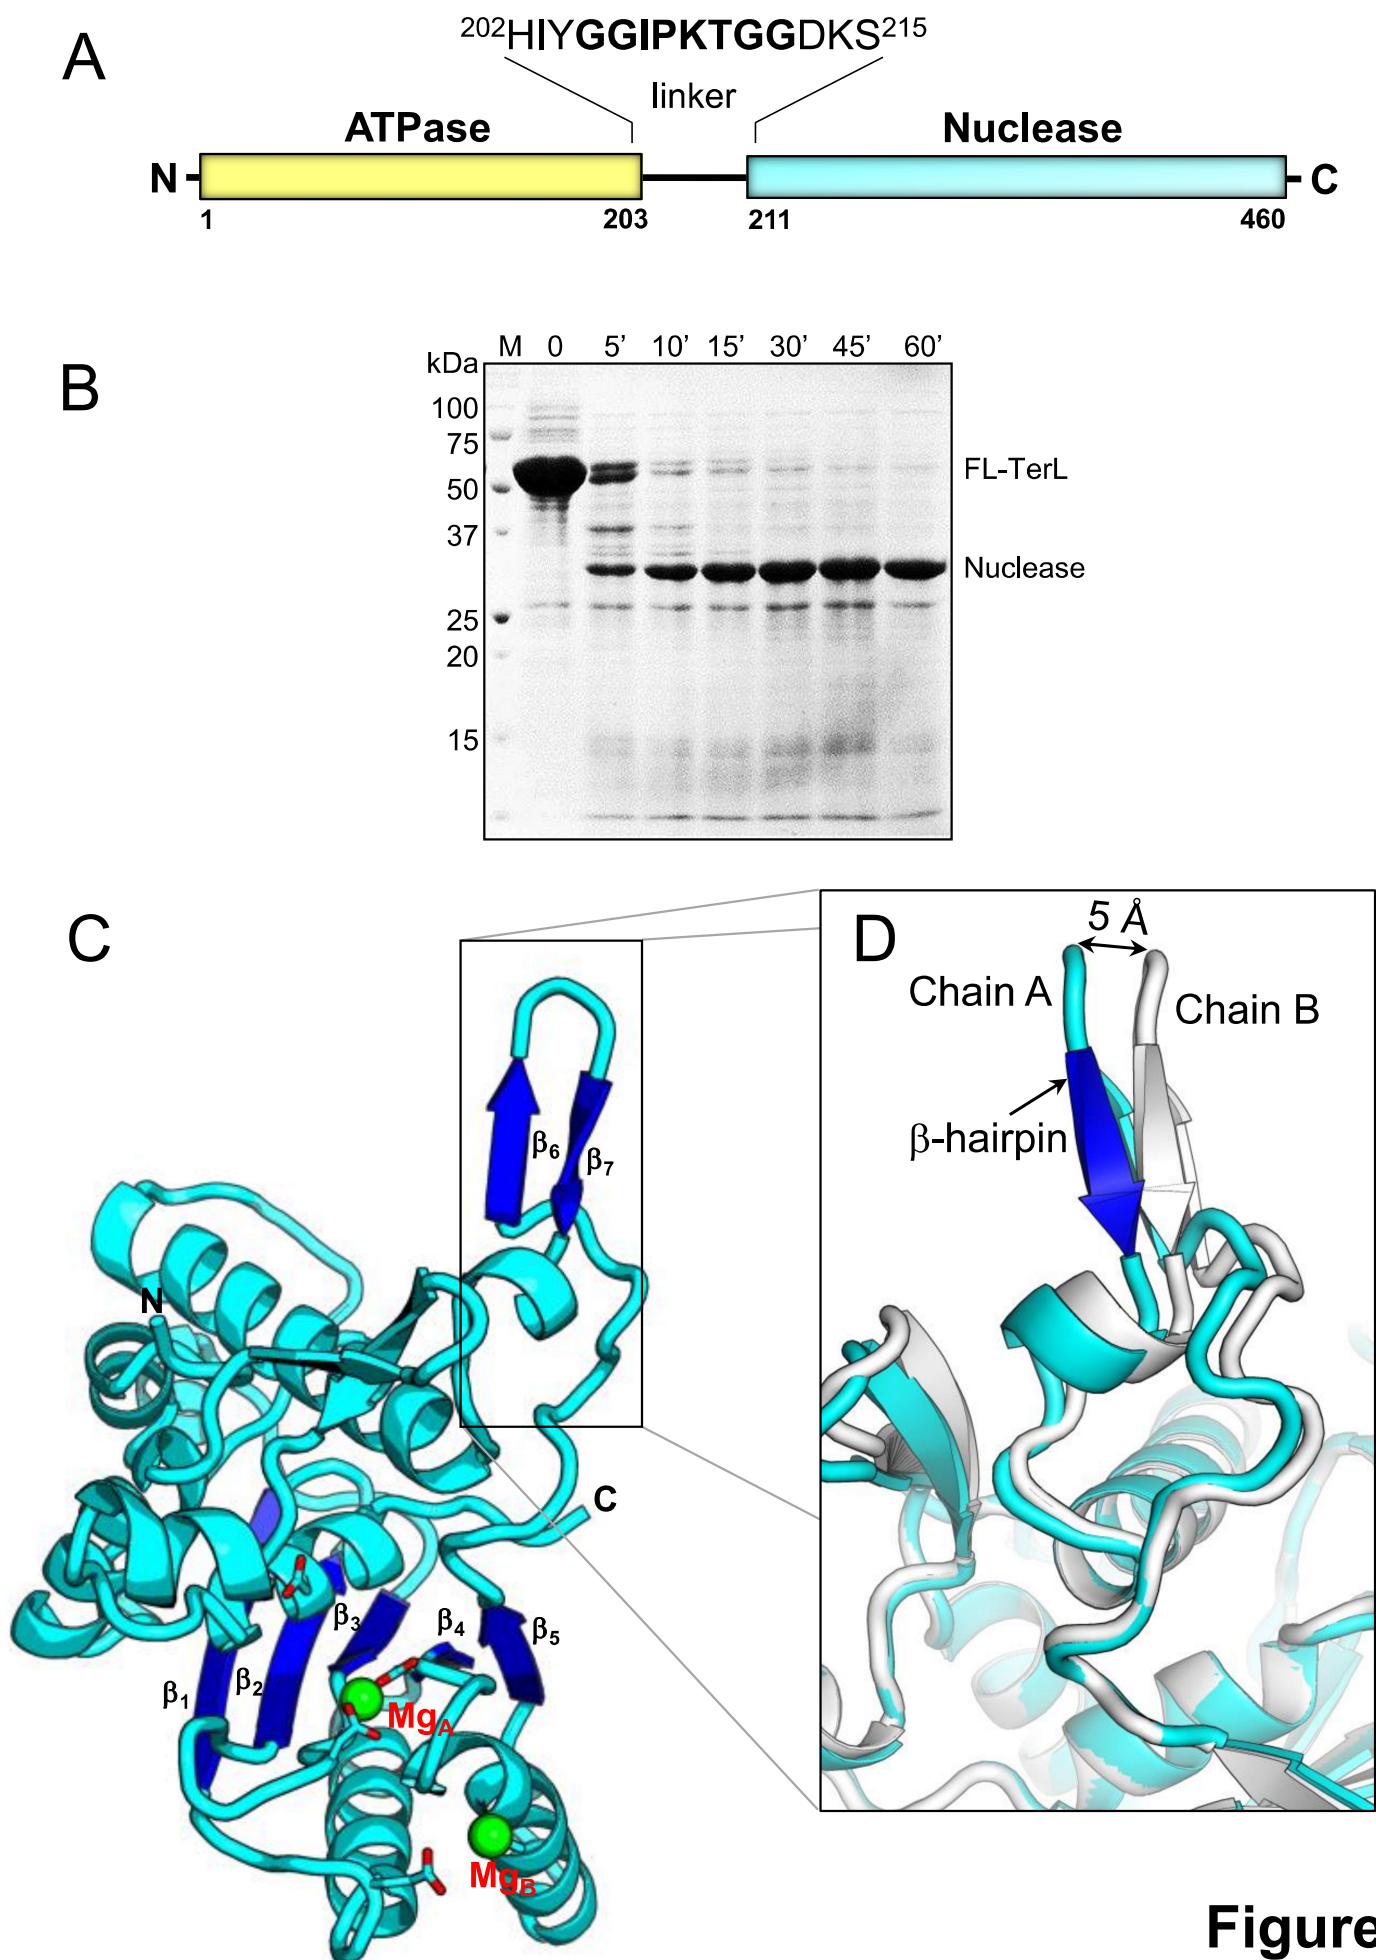 A
²⁰²HIYGGIPKTGGDKS²¹⁵
linker
ATPase
Nuclease
N
C
1
203
211
460
B
kDa
M 0 5’ 10’ 15’ 30’ 45’ 60’
100
75
50
37
25
20
15
FL-TerL
Nuclease
C
β₆
β₇
N
C
β₃
β₄
β₅
β₁
β₂
Mg_A
Mg_B
D
5 Å
Chain A
Chain B
β-hairpin
Figure